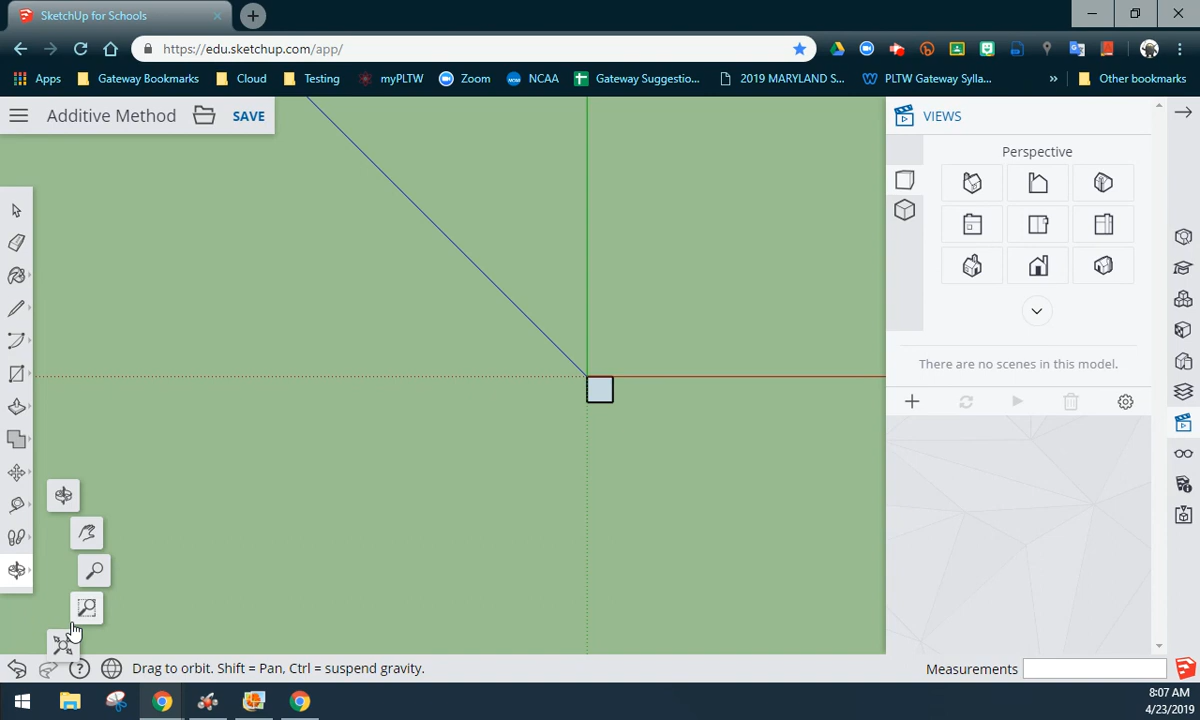 SketchUp for Schools
https://edu.sketchup.com/app/
Apps Gateway Bookmarks Cloud Testing myPLTW Zoom NCAA Gateway Suggestio... 2019 MARYLAND S... PLTW Gateway Sylla... » Other bookmarks
Additive Method SAVE
VIEWS
Perspective
There are no scenes in this model.
Drag to orbit. Shift = Pan, Ctrl = suspend gravity.
Measurements
8:07 AM
4/23/2019